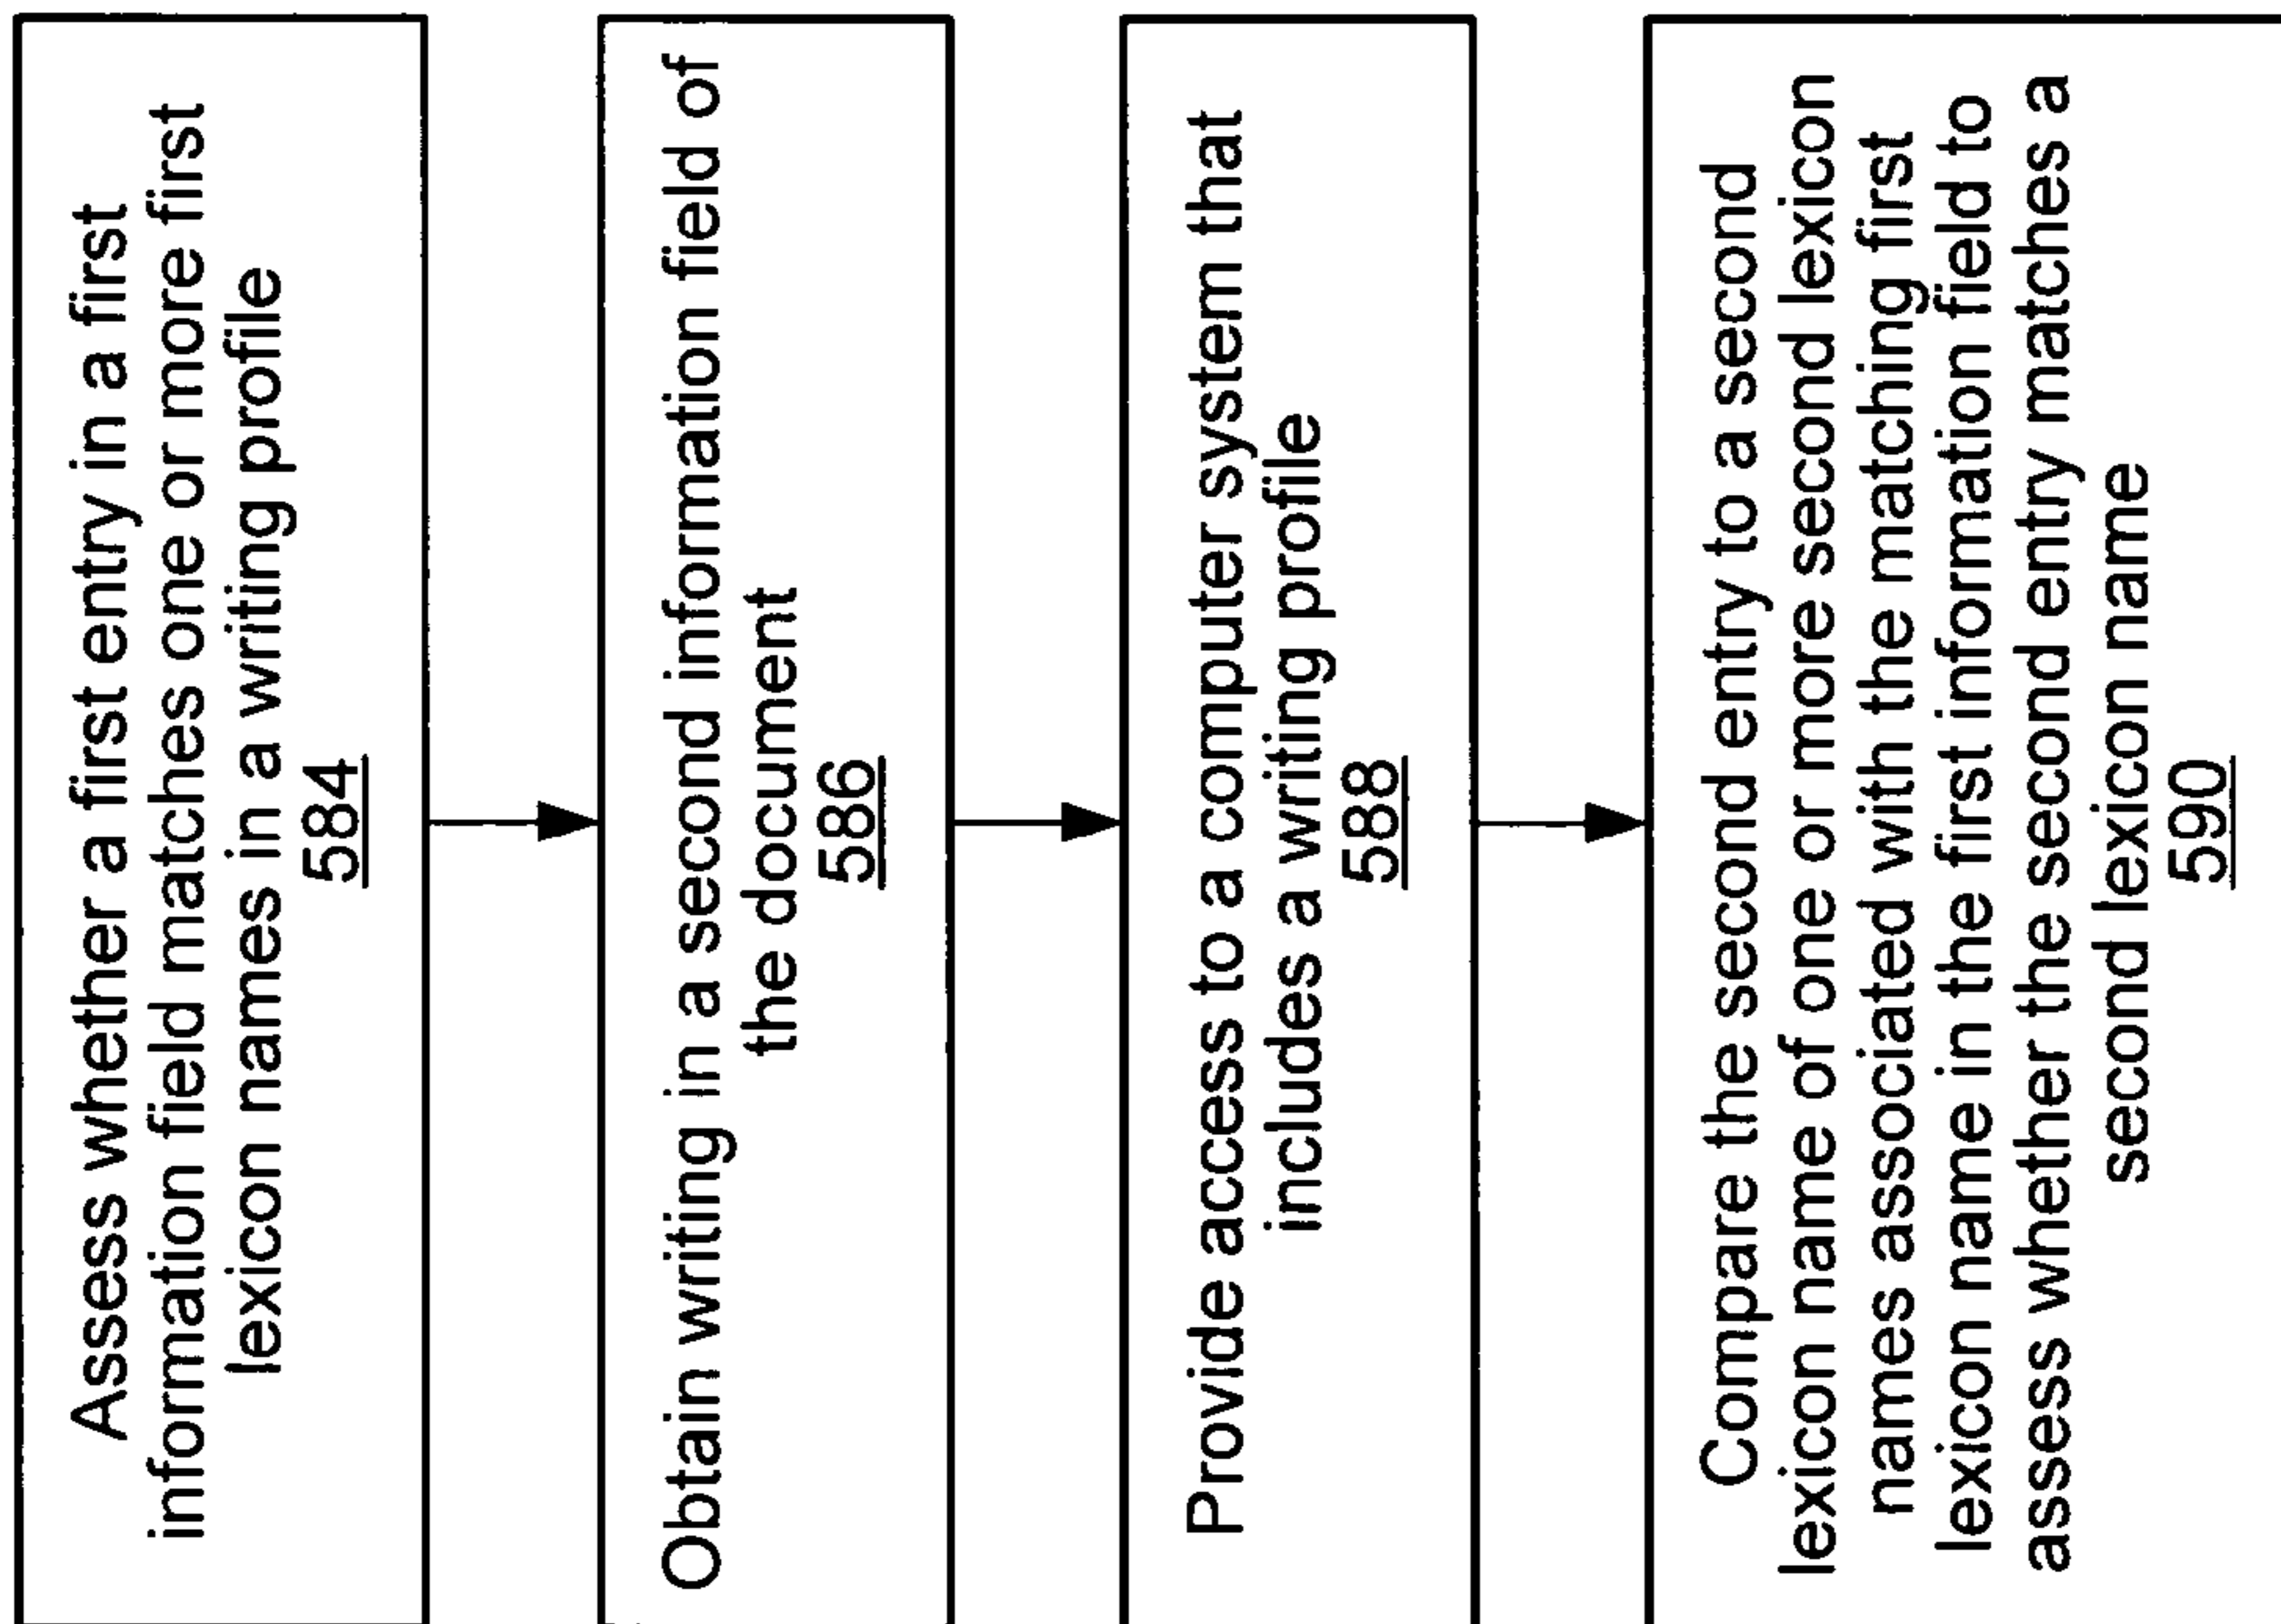 Assess whether a first entry in a first
information field matches one or more first
lexicon names in a writing profile
584
Obtain writing in a second information field of
the document
586
Provide access to a computer system that
includes a writing profile
588
Compare the second entry to a second
lexicon name of one or more second lexicon
names associated with the matching first
lexicon name in the first information field to
assess whether the second entry matches a
second lexicon name
590